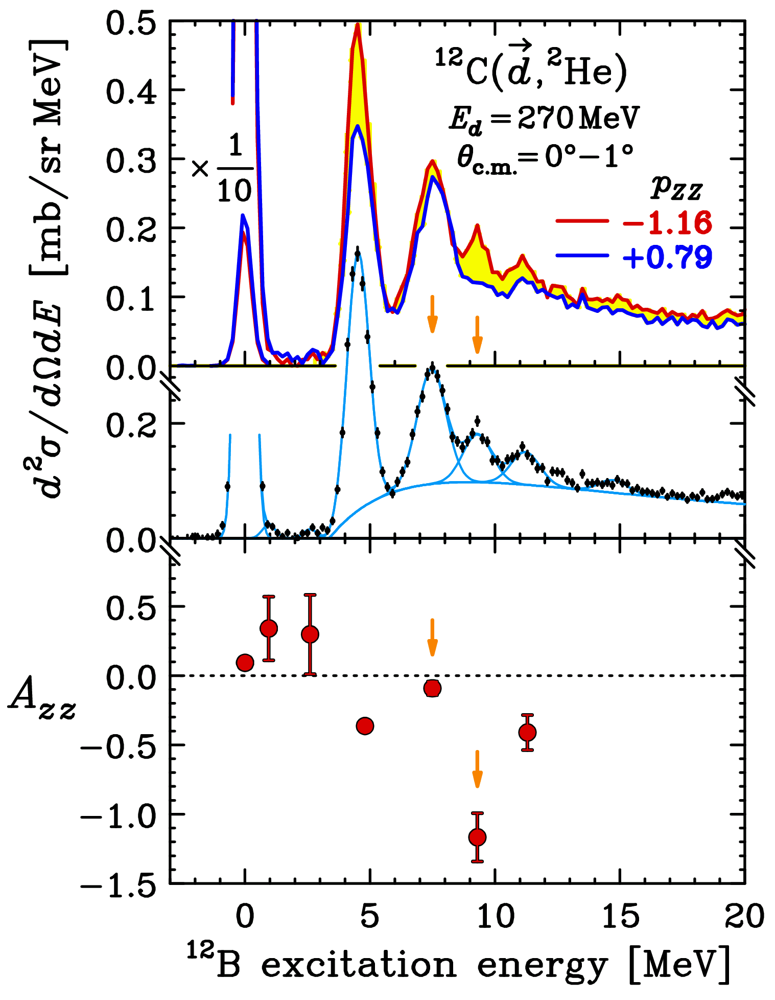 d²σ/dΩdE [mb/sr MeV]
0.5
0.4
0.3
0.2
0.1
0.0
¹²C(d⃗,²He)
E_d=270MeV
θ_c.m.=0°−1°
p_ZZ
−1.16
+0.79
× 1/10
0.2
0.0
A_zz
0.5
0.0
−0.5
−1.0
−1.5
0 5 10 15 20
¹²B excitation energy [MeV]